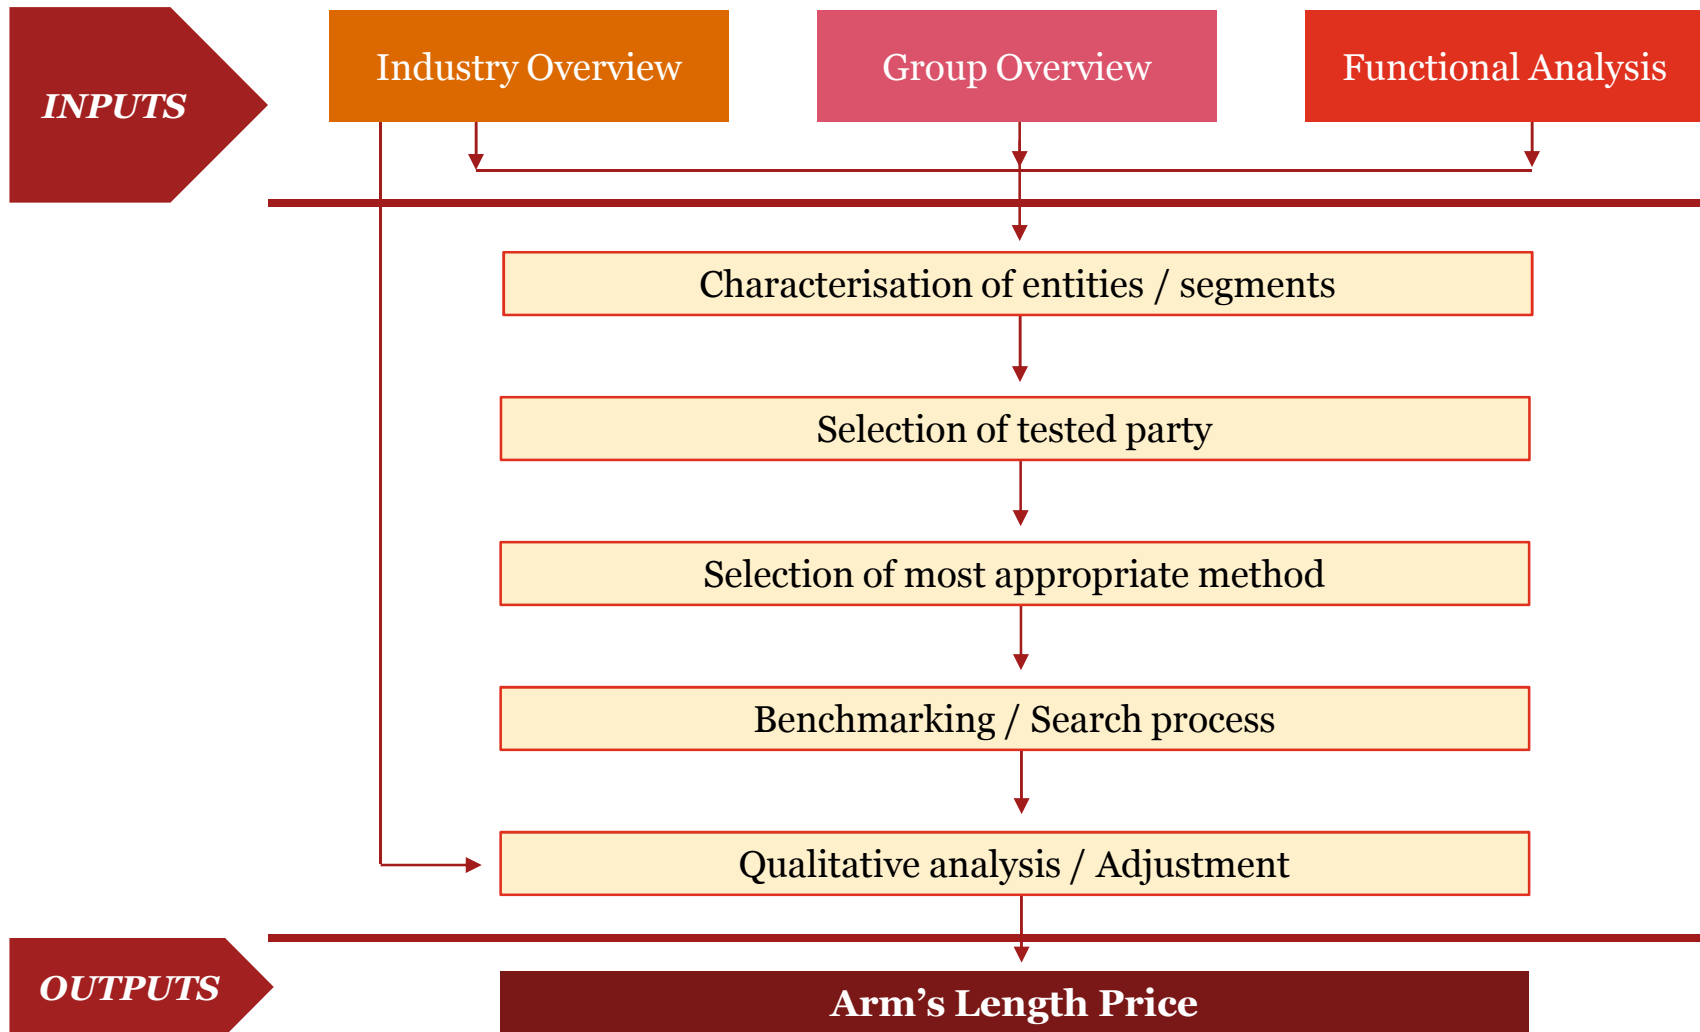 INPUTS
Industry Overview
Group Overview
Functional Analysis
Characterisation of entities / segments
Selection of tested party
Selection of most appropriate method
Benchmarking / Search process
Qualitative analysis / Adjustment
OUTPUTS
Arm’s Length Price